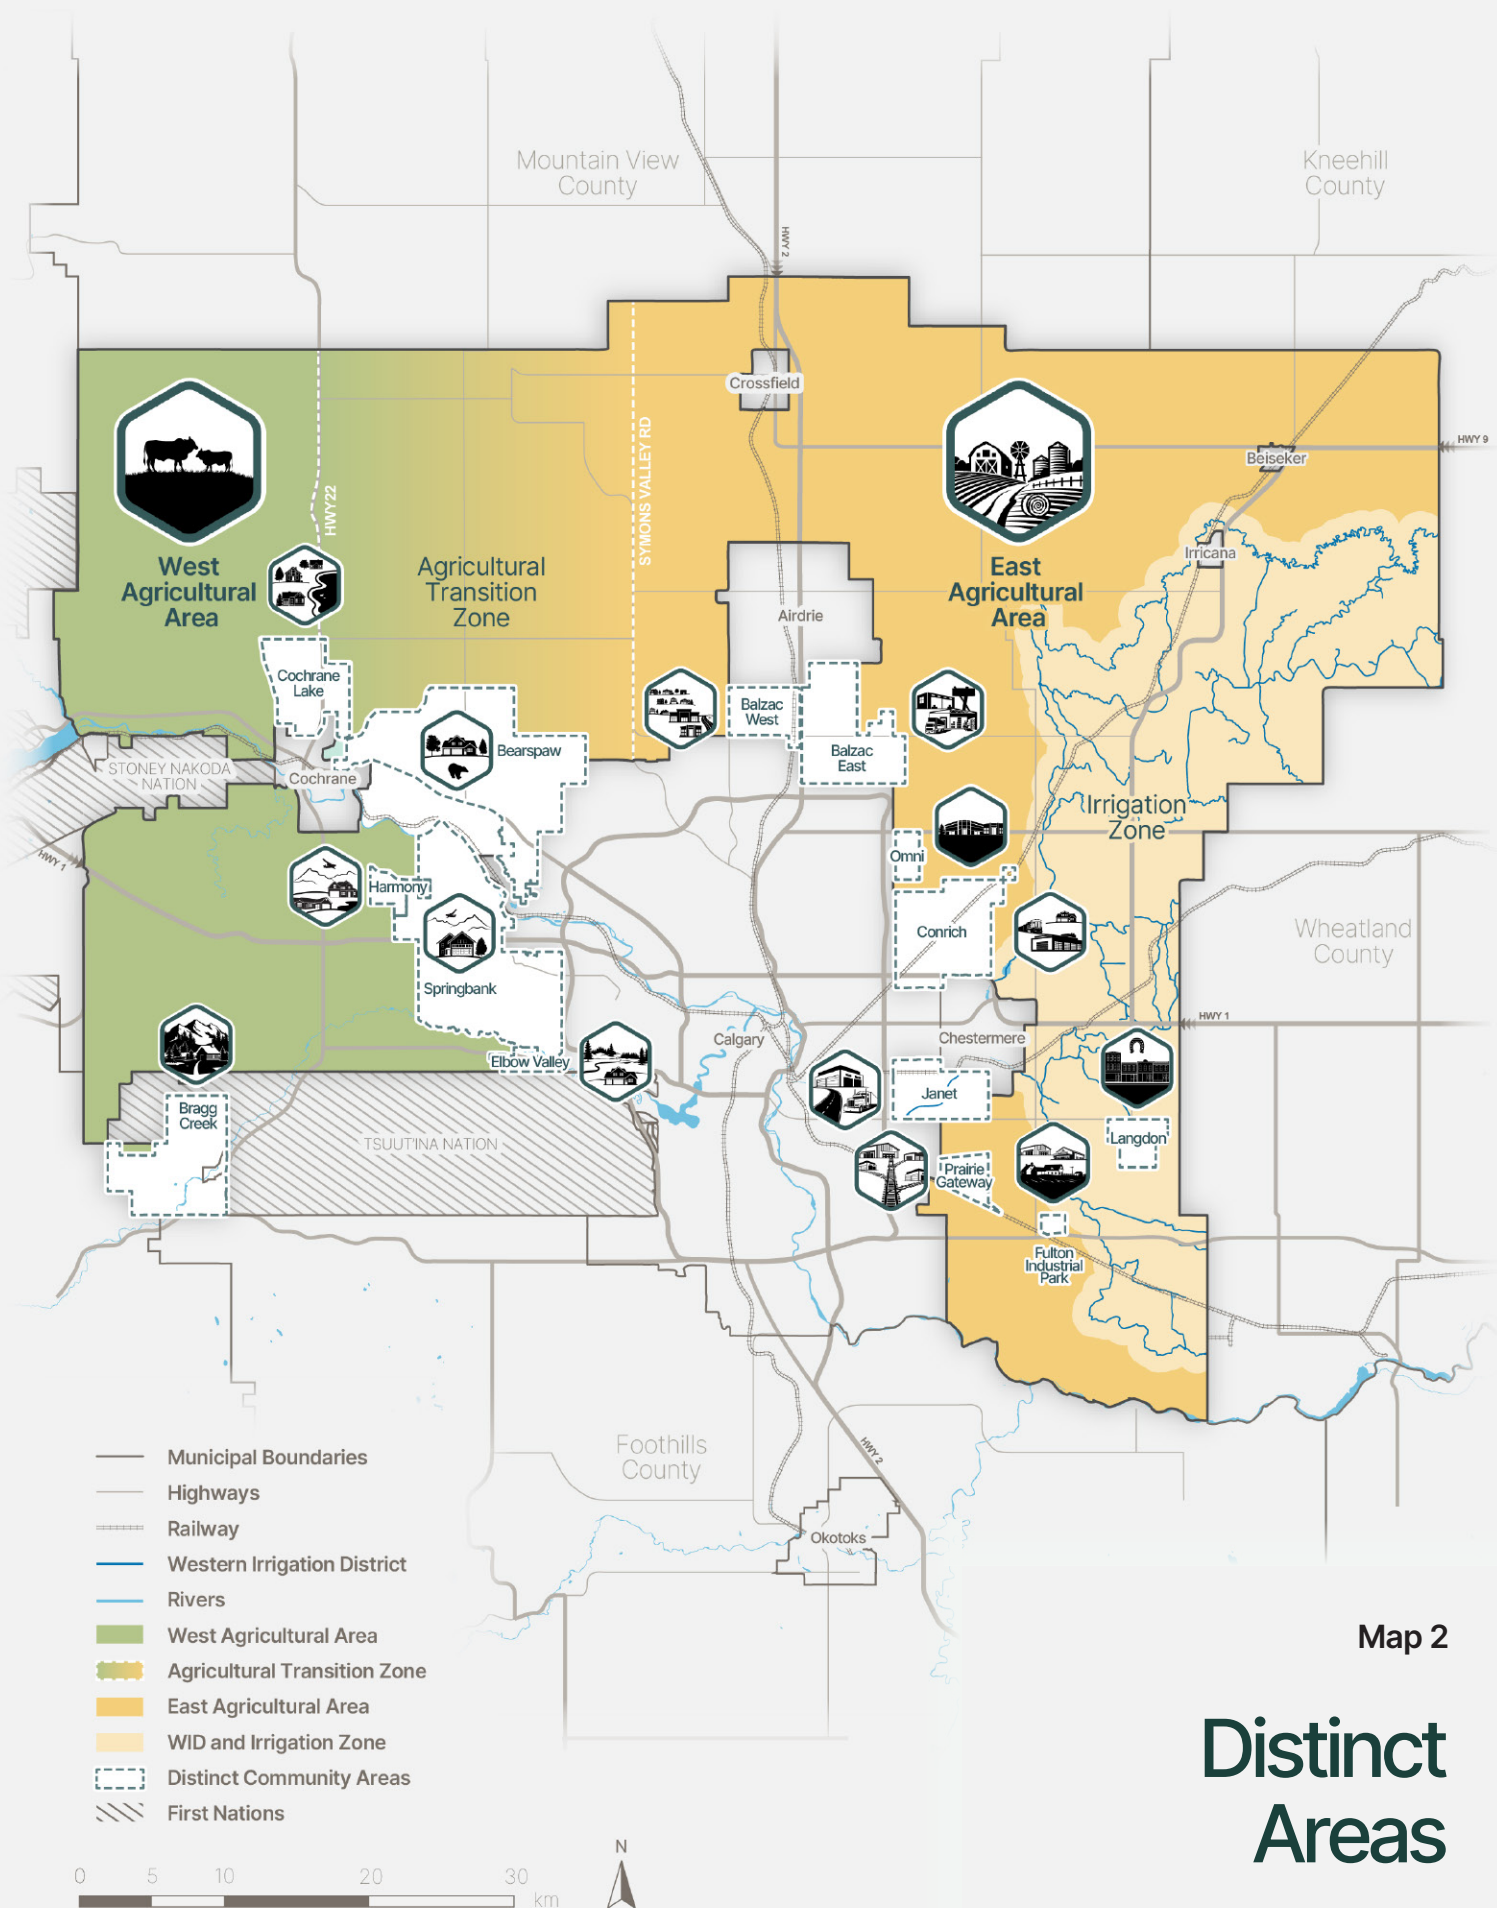 Mountain View
County
Kneehill
County
HWY 2
Crossfield
HWY 9
Beiseker
SYMONS VALLEY RD
HWY22
West
Agricultural
Area
Agricultural
Transition
Zone
East
Agricultural
Area
Irricana
Airdrie
Cochrane
Lake
Balzac
West
Bearspaw
Balzac
East
STONEY NAKODA
NATION
Cochrane
Irrigation
Zone
HWY 1
Omni
Harmony
Conrich
Wheatland
County
Springbank
HWY 1
Calgary
Chestermere
Elbow Valley
Janet
Bragg
Creek
TSUUT'INA NATION
Langdon
Prairie
Gateway
Fulton
Industrial
Park
Foothills
County
HWY 2
Okotoks
Municipal Boundaries
Highways
Railway
Western Irrigation District
Rivers
West Agricultural Area
Agricultural Transition Zone
East Agricultural Area
WID and Irrigation Zone
Distinct Community Areas
First Nations
Map 2
Distinct
Areas
N
0 5 10 20 30
km